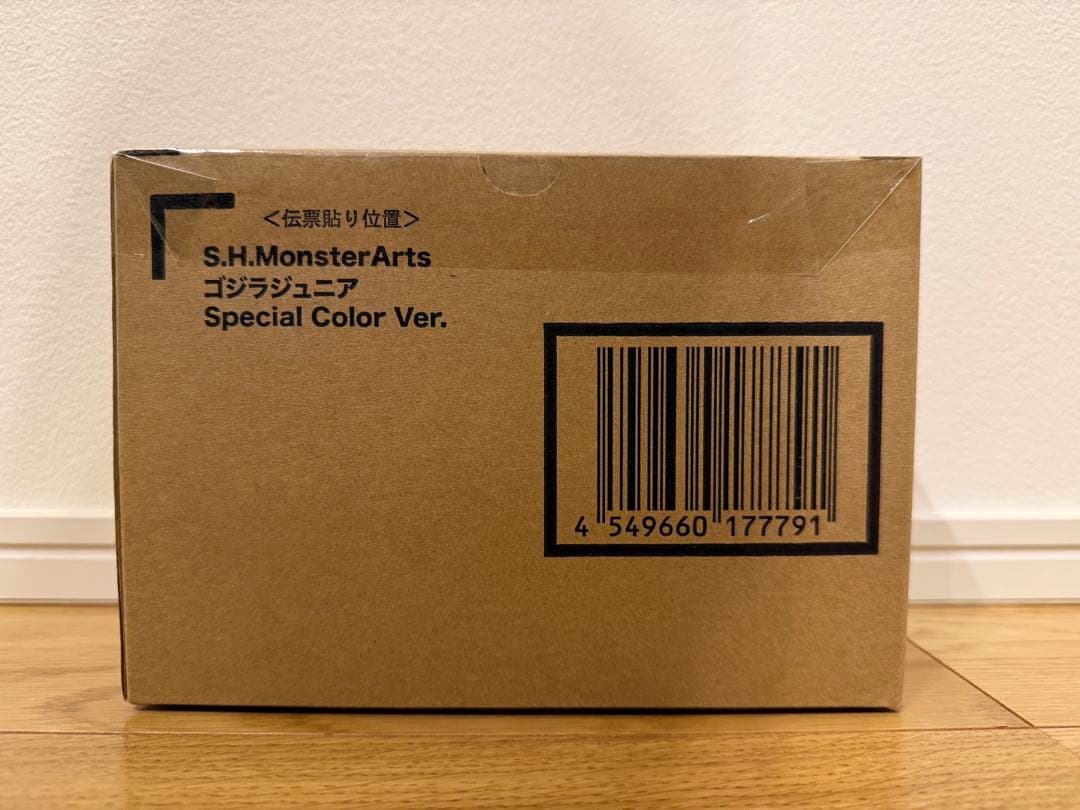 <伝票貼り位置>
S.H.MonsterArts
ゴジラジュニア
Special Color Ver.
4 549660 177791